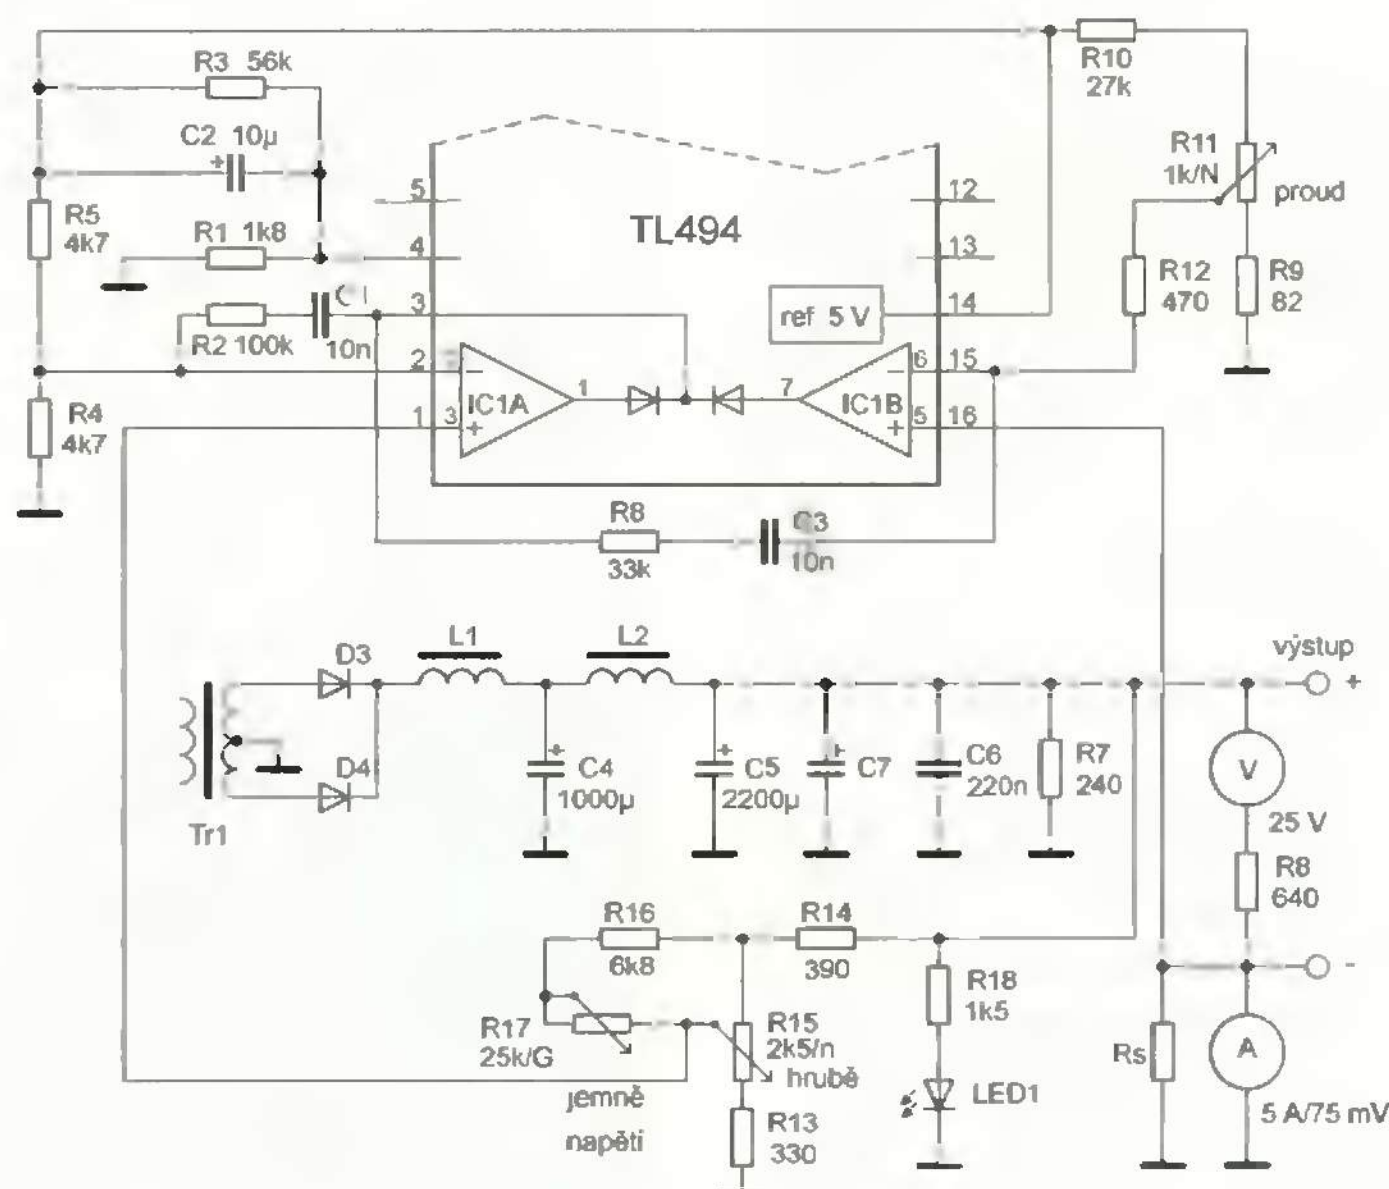 R3 56k
C2 10µ
+
R5
4k7
R1 1k8
R2 100k
C1
10n
R4
4k7
5
4
3
2
1
TL494
12
13
14
15
16
ref 5 V
3
−
+
IC1A
1
7
IC1B
6
−
5
+
R10
27k
R11
1k/N
proud
R12
470
R9
82
R8
33k
C3
10n
Tr1
D3
D4
L1
L2
+
C4
1000µ
+
C5
2200µ
+
C7
C6
220n
R7
240
výstup
+
V
25 V
R8
640
-
A
5 A/75 mV
Rs
R16
6k8
R14
390
R17
25k/G
jemně
napětí
R15
2k5/n
hrubě
R13
330
R18
1k5
LED1